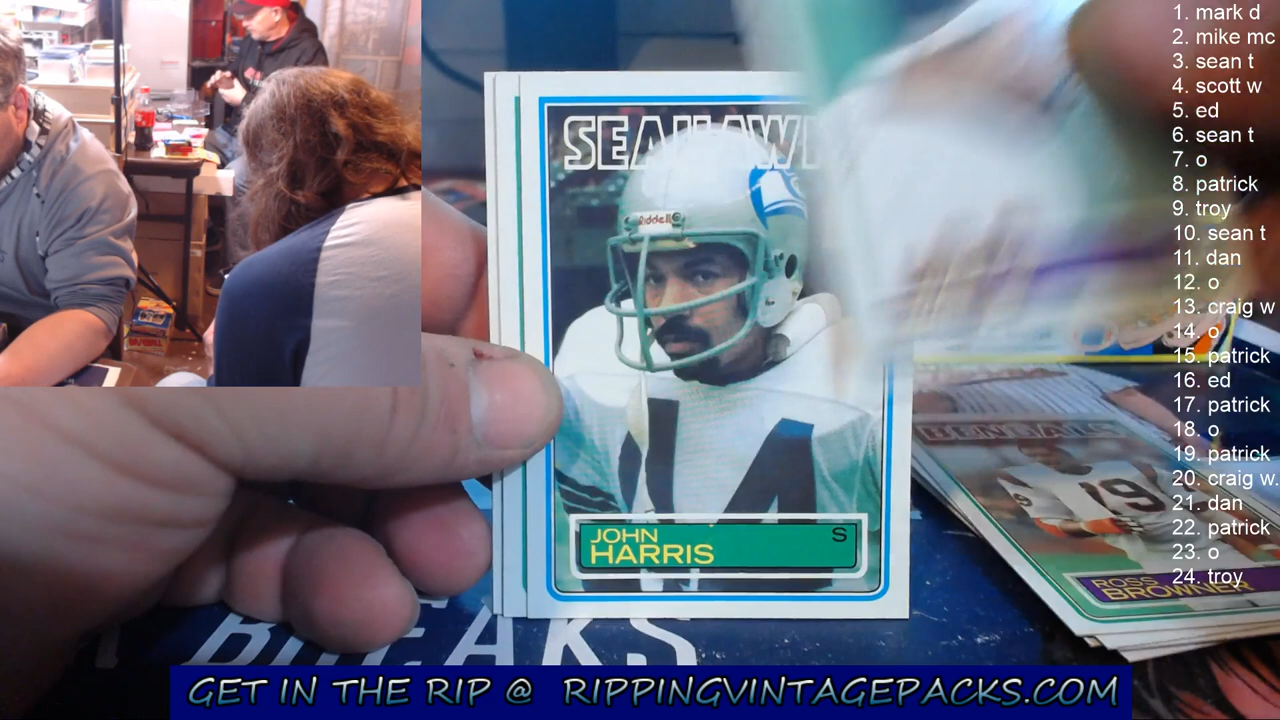 SEAHAWK
Riddell
44
JOHN
HARRIS
S
BENGALS
79
ROSS
BROWNER
BREAKS
GET IN THE RIP @ RIPPINGVINTAGEPACKS.COM
1. mark d
2. mike mc
3. sean t
4. scott w
5. ed
6. sean t
7. o
8. patrick
9. troy
10. sean t
11. dan
12. o
13. craig w
14. o
15. patrick
16. ed
17. patrick
18. o
19. patrick
20. craig w.
21. dan
22. patrick
23. o
24. troy